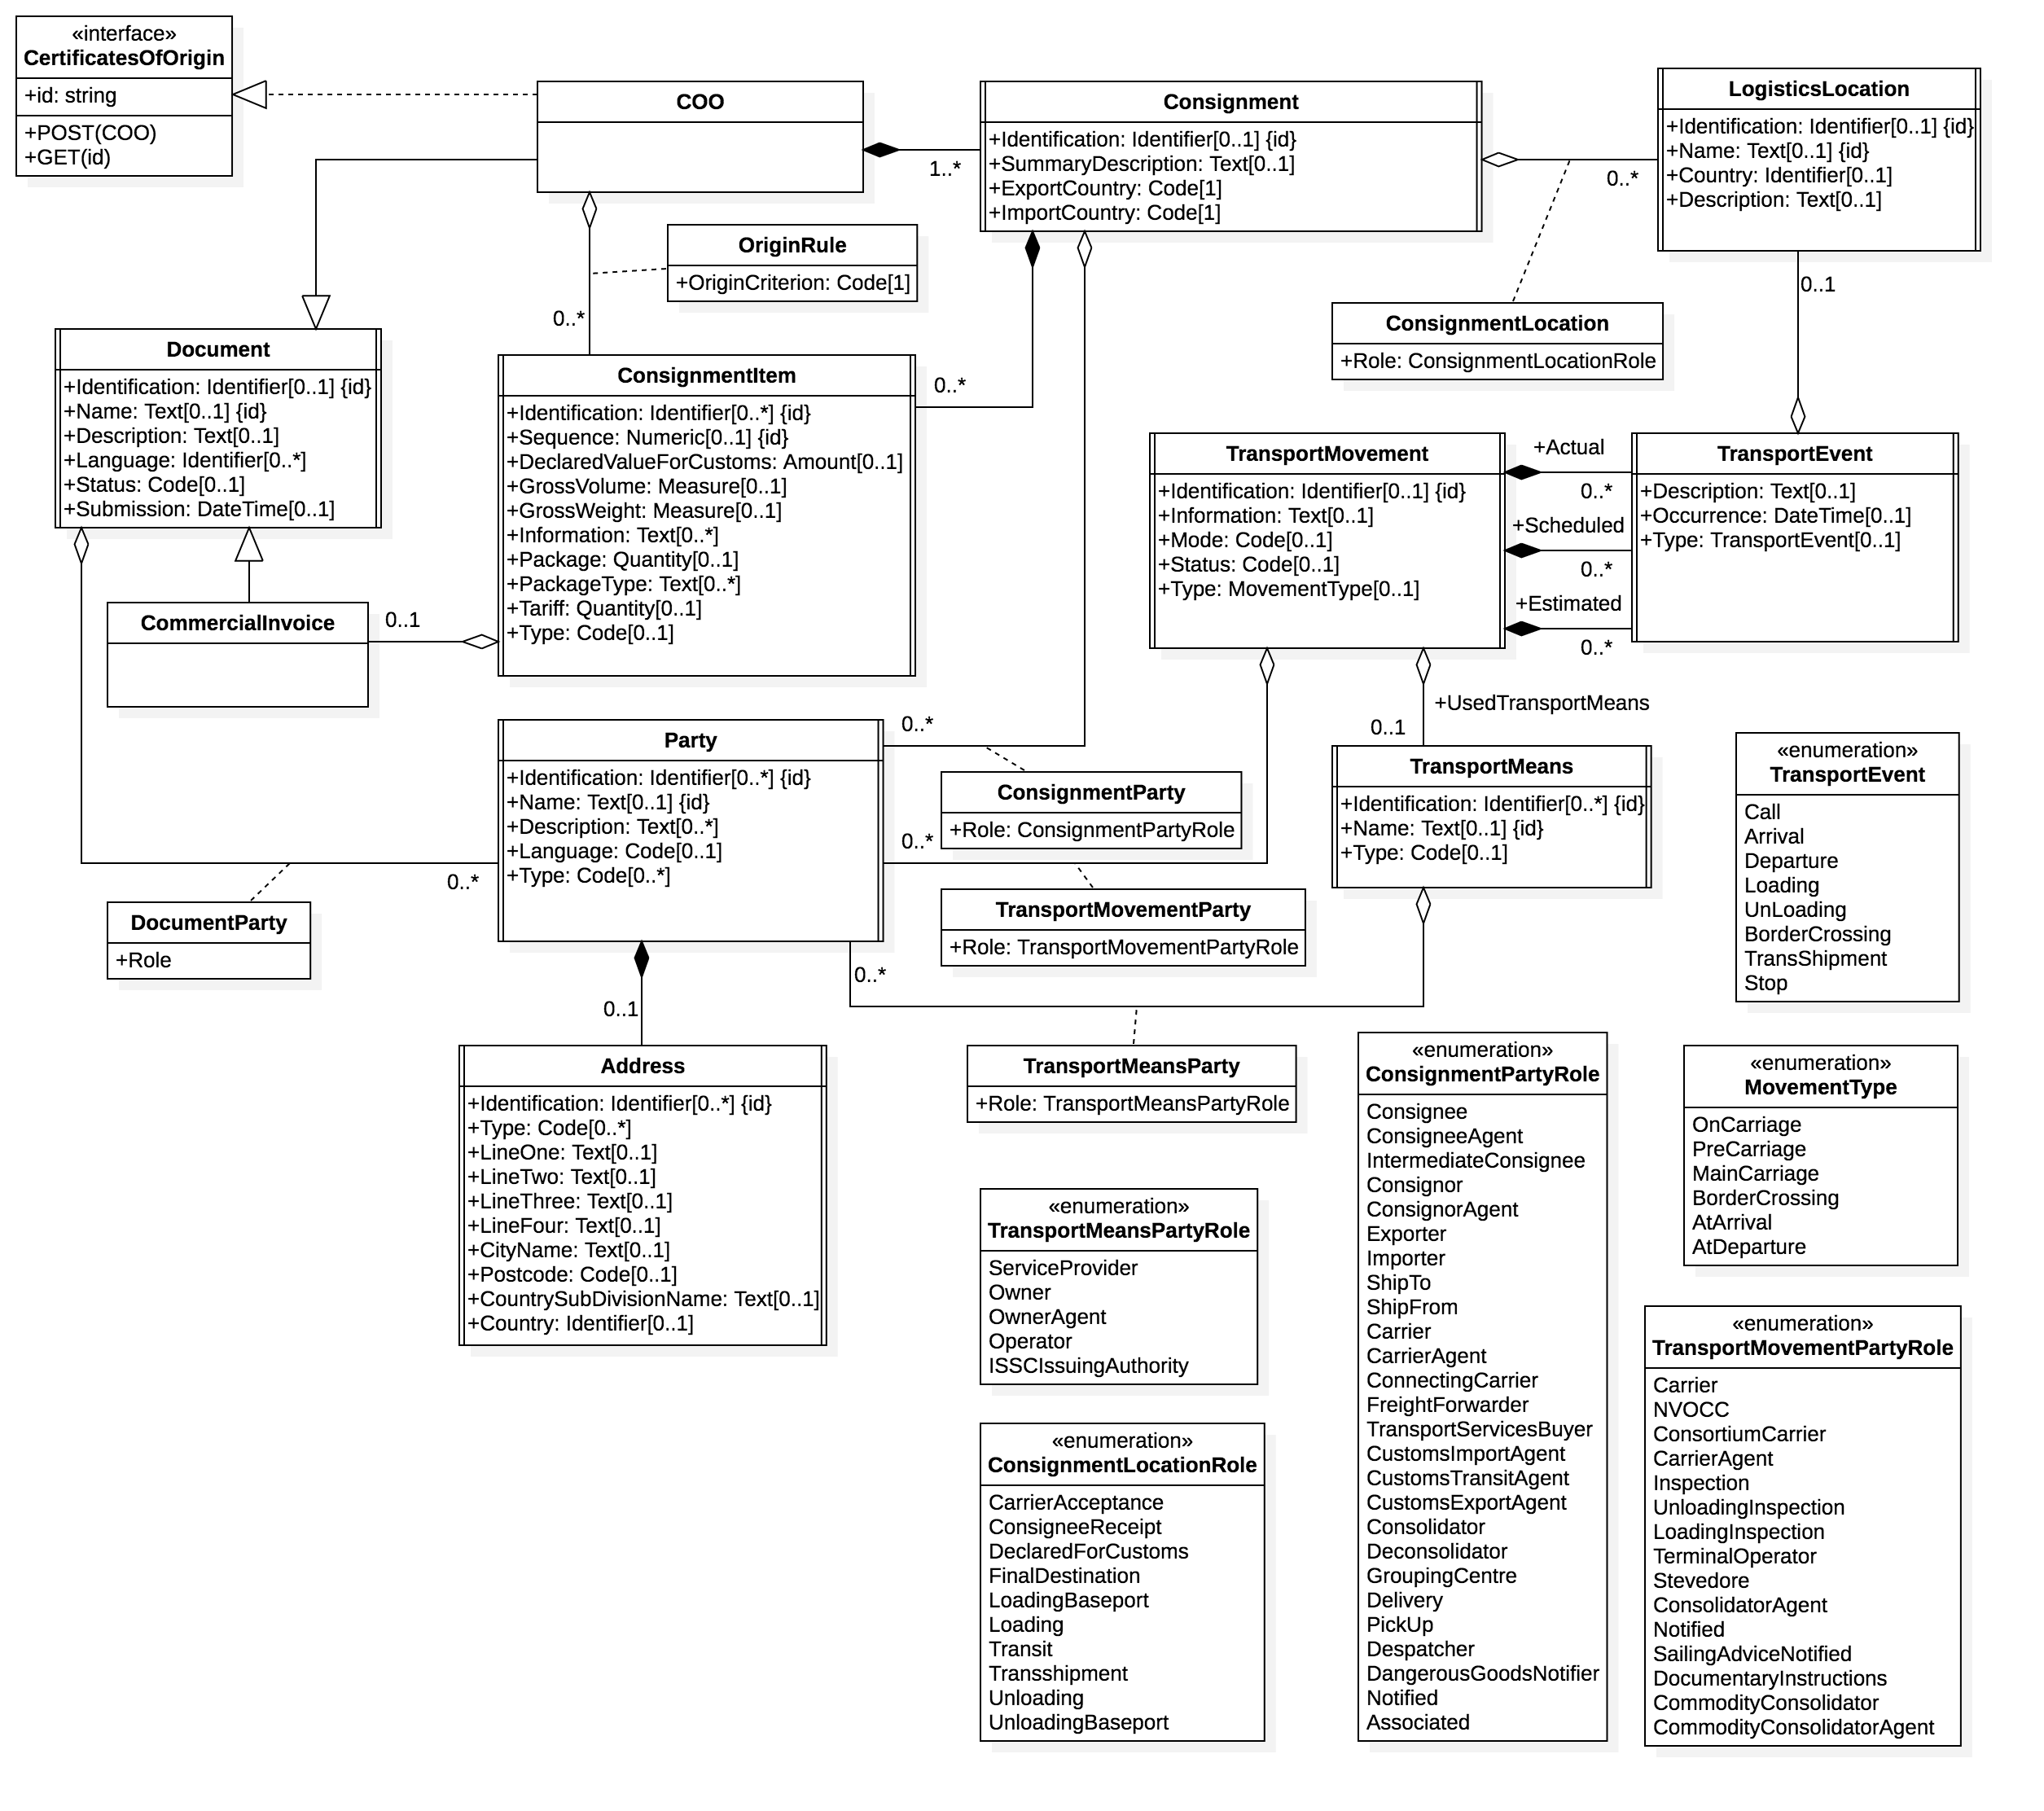 «interface»
CertificatesOfOrigin
+id: string
+POST(COO)
+GET(id)
COO
1..*
Consignment
+Identification: Identifier[0..1] {id}
+SummaryDescription: Text[0..1]
+ExportCountry: Code[1]
+ImportCountry: Code[1]
0..*
LogisticsLocation
+Identification: Identifier[0..1] {id}
+Name: Text[0..1] {id}
+Country: Identifier[0..1]
+Description: Text[0..1]
0..1
OriginRule
+OriginCriterion: Code[1]
0..*
ConsignmentLocation
+Role: ConsignmentLocationRole
Document
+Identification: Identifier[0..1] {id}
+Name: Text[0..1] {id}
+Description: Text[0..1]
+Language: Identifier[0..*]
+Status: Code[0..1]
+Submission: DateTime[0..1]
ConsignmentItem
+Identification: Identifier[0..*] {id}
+Sequence: Numeric[0..1] {id}
+DeclaredValueForCustoms: Amount[0..1]
+GrossVolume: Measure[0..1]
+GrossWeight: Measure[0..1]
+Information: Text[0..*]
+Package: Quantity[0..1]
+PackageType: Text[0..*]
+Tariff: Quantity[0..1]
+Type: Code[0..1]
0..*
TransportMovement
+Identification: Identifier[0..1] {id}
+Information: Text[0..1]
+Mode: Code[0..1]
+Status: Code[0..1]
+Type: MovementType[0..1]
+Actual
0..*
+Scheduled
0..*
+Estimated
0..*
TransportEvent
+Description: Text[0..1]
+Occurrence: DateTime[0..1]
+Type: TransportEvent[0..1]
CommercialInvoice
0..1
+UsedTransportMeans
0..1
Party
+Identification: Identifier[0..*] {id}
+Name: Text[0..1] {id}
+Description: Text[0..*]
+Language: Code[0..1]
+Type: Code[0..*]
0..*
ConsignmentParty
+Role: ConsignmentPartyRole
0..*
TransportMeans
+Identification: Identifier[0..*] {id}
+Name: Text[0..1] {id}
+Type: Code[0..1]
«enumeration»
TransportEvent
Call
Arrival
Departure
Loading
UnLoading
BorderCrossing
TransShipment
Stop
0..*
DocumentParty
+Role
TransportMovementParty
+Role: TransportMovementPartyRole
0..*
0..1
Address
+Identification: Identifier[0..*] {id}
+Type: Code[0..*]
+LineOne: Text[0..1]
+LineTwo: Text[0..1]
+LineThree: Text[0..1]
+LineFour: Text[0..1]
+CityName: Text[0..1]
+Postcode: Code[0..1]
+CountrySubDivisionName: Text[0..1]
+Country: Identifier[0..1]
TransportMeansParty
+Role: TransportMeansPartyRole
«enumeration»
TransportMeansPartyRole
ServiceProvider
Owner
OwnerAgent
Operator
ISSCIssuingAuthority
«enumeration»
ConsignmentLocationRole
CarrierAcceptance
ConsigneeReceipt
DeclaredForCustoms
FinalDestination
LoadingBaseport
Loading
Transit
Transshipment
Unloading
UnloadingBaseport
«enumeration»
ConsignmentPartyRole
Consignee
ConsigneeAgent
IntermediateConsignee
Consignor
ConsignorAgent
Exporter
Importer
ShipTo
ShipFrom
Carrier
CarrierAgent
ConnectingCarrier
FreightForwarder
TransportServicesBuyer
CustomsImportAgent
CustomsTransitAgent
CustomsExportAgent
Consolidator
Deconsolidator
GroupingCentre
Delivery
PickUp
Despatcher
DangerousGoodsNotifier
Notified
Associated
«enumeration»
MovementType
OnCarriage
PreCarriage
MainCarriage
BorderCrossing
AtArrival
AtDeparture
«enumeration»
TransportMovementPartyRole
Carrier
NVOCC
ConsortiumCarrier
CarrierAgent
Inspection
UnloadingInspection
LoadingInspection
TerminalOperator
Stevedore
ConsolidatorAgent
Notified
SailingAdviceNotified
DocumentaryInstructions
CommodityConsolidator
CommodityConsolidatorAgent